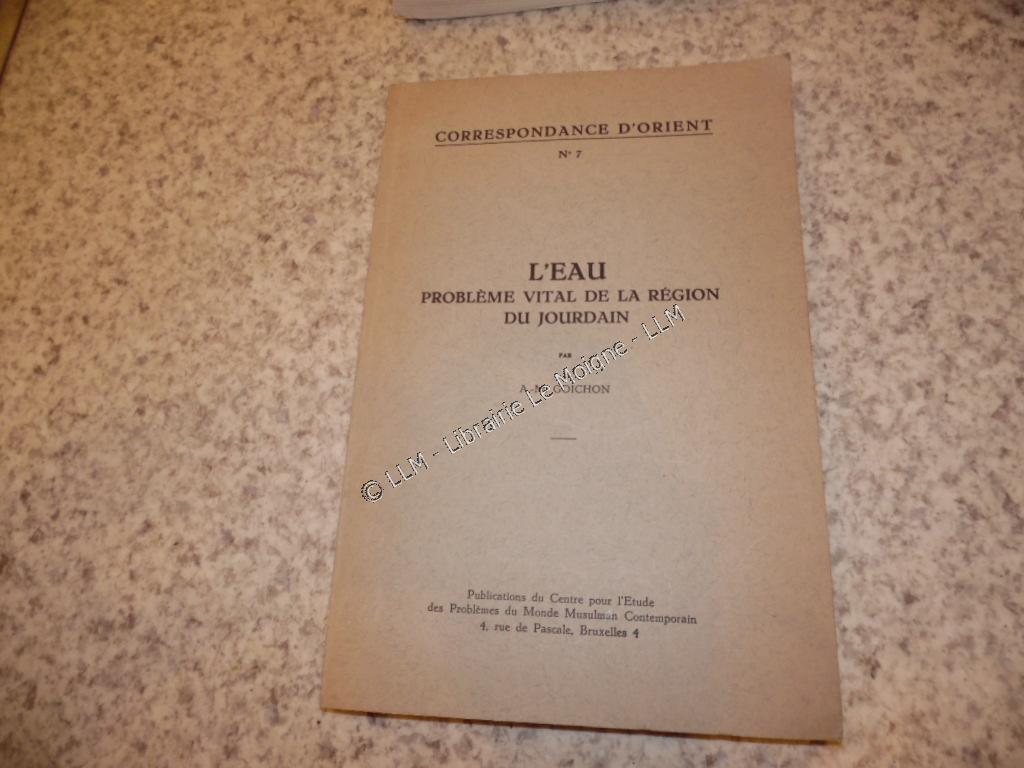 CORRESPONDANCE D'ORIENT
N° 7
L'EAU
PROBLÈME VITAL DE LA RÉGION
DU JOURDAIN
PAR
A.-M. GOICHON
© LLM - Librairie Le Moigne - LLM
Publications du Centre pour l'Etude
des Problèmes du Monde Musulman Contemporain
4, rue de Pascale, Bruxelles 4